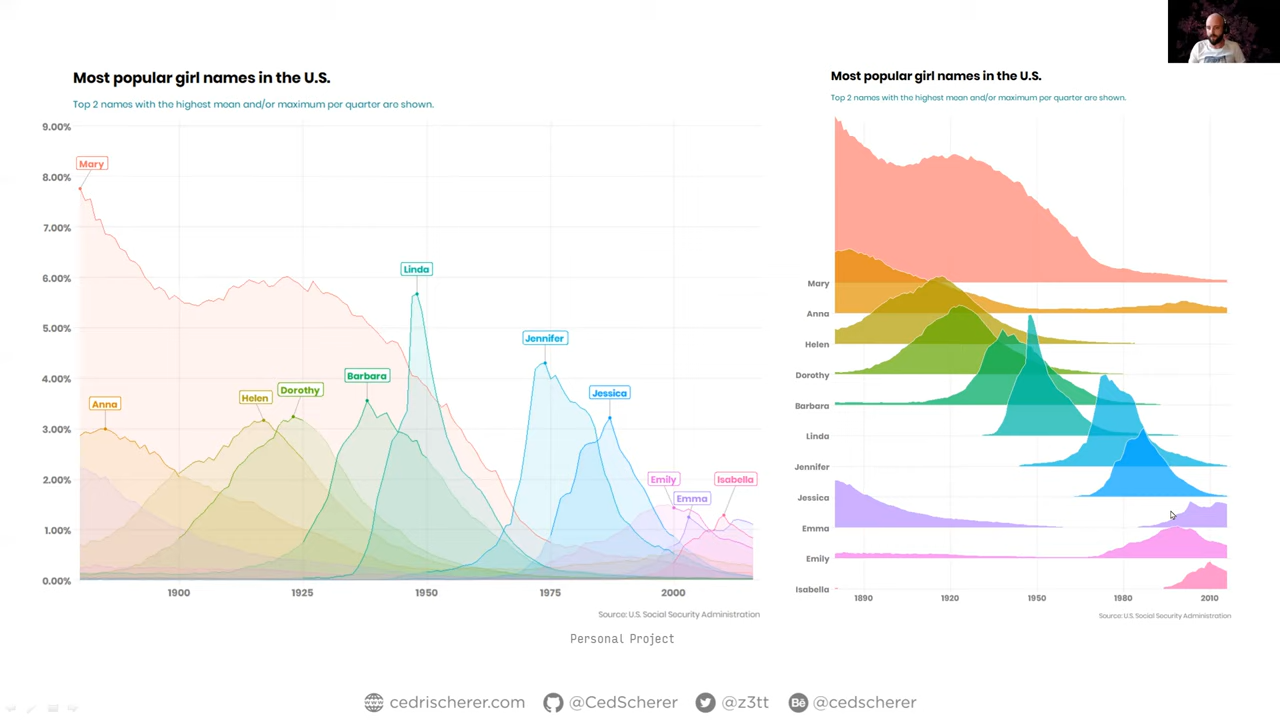 Most popular girl names in the U.S.
Top 2 names with the highest mean and/or maximum per quarter are shown.
9.00%
8.00%
7.00%
6.00%
5.00%
4.00%
3.00%
2.00%
1.00%
0.00%
Mary
Anna
Helen
Dorothy
Barbara
Linda
Jennifer
Jessica
Emily
Emma
Isabella
1900 1925 1950 1975 2000
Source: U.S. Social Security Administration
Most popular girl names in the U.S.
Top 2 names with the highest mean and/or maximum per quarter are shown.
Mary
Anna
Helen
Dorothy
Barbara
Linda
Jennifer
Jessica
Emma
Emily
Isabella
1890 1920 1950 1980 2010
Source: U.S. Social Security Administration
Personal Project
cedrischerer.com @CedScherer @z3tt Bē @cedscherer